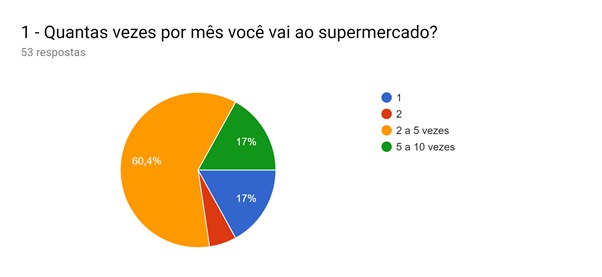 1 - Quantas vezes por mês você vai ao supermercado?
53 respostas
1
2
2 a 5 vezes
5 a 10 vezes
60,4%
17%
17%